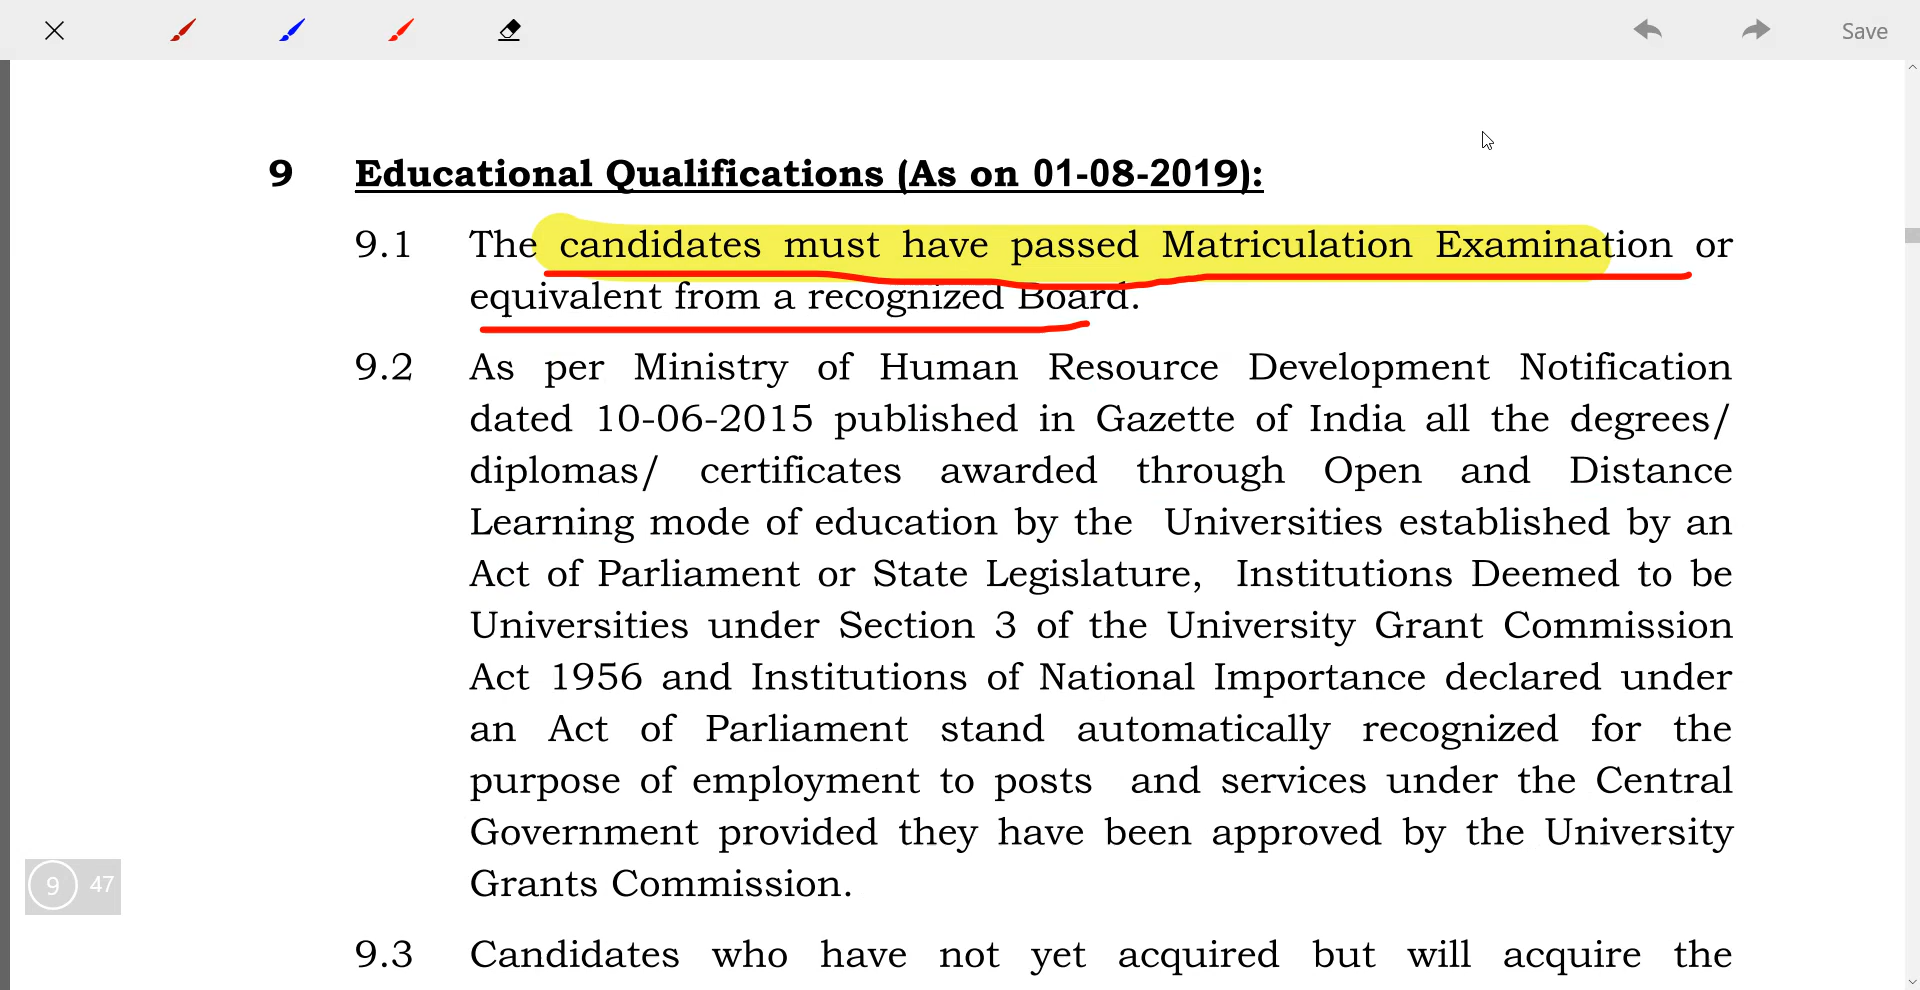 Save
9 Educational Qualifications (As on 01-08-2019):
9.1 The candidates must have passed Matriculation Examination or
equivalent from a recognized Board.
9.2 As per Ministry of Human Resource Development Notification
dated 10-06-2015 published in Gazette of India all the degrees/
diplomas/ certificates awarded through Open and Distance
Learning mode of education by the Universities established by an
Act of Parliament or State Legislature, Institutions Deemed to be
Universities under Section 3 of the University Grant Commission
Act 1956 and Institutions of National Importance declared under
an Act of Parliament stand automatically recognized for the
purpose of employment to posts and services under the Central
Government provided they have been approved by the University
Grants Commission.
9 47
9.3 Candidates who have not yet acquired but will acquire the